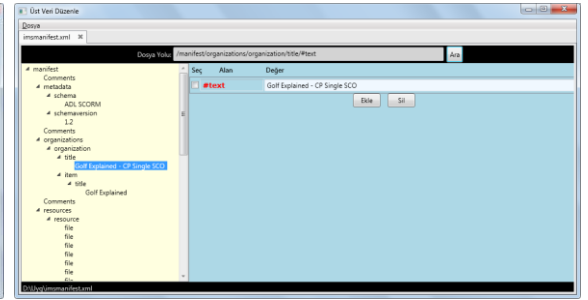 Üst Veri Düzenle
Dosya
imsmanifest.xml
Dosya Yolu: /manifest/organizations/organization/title/#text Ara
manifest
Comments
metadata
schema
ADL SCORM
schemaversion
1.2
Comments
organizations
organization
title
Golf Explained - CP Single SCO
item
title
Golf Explained
Comments
resources
resource
file
file
file
file
file
file
file
Seç Alan Değer
#text Golf Explained - CP Single SCO
Ekle Sil
D:\Uyg\imsmanifest.xml